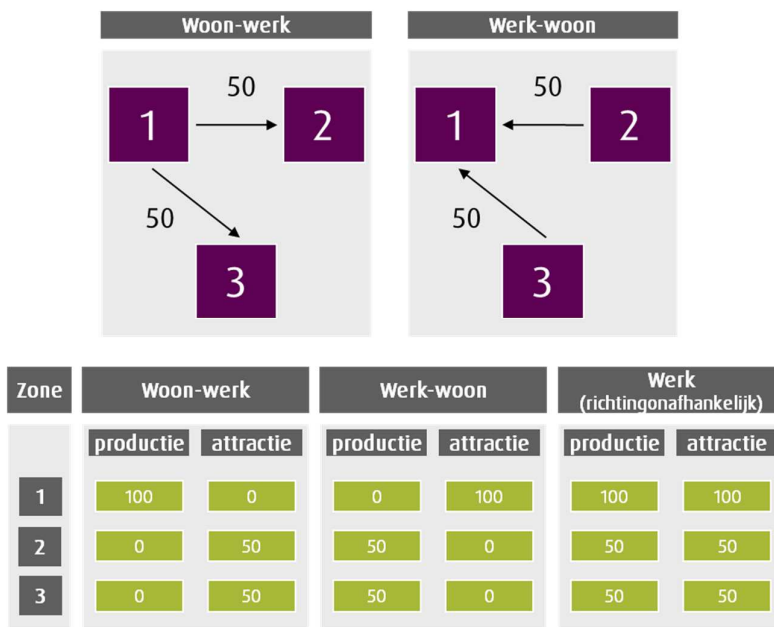 Woon-werk
Werk-woon
50
50
1
2
1
2
50
50
3
3
Zone
Woon-werk
Werk-woon
Werk
(richtingonafhankelijk)
productie attractie productie attractie productie attractie
1 100 0 0 100 100 100
2 0 50 50 0 50 50
3 0 50 50 0 50 50